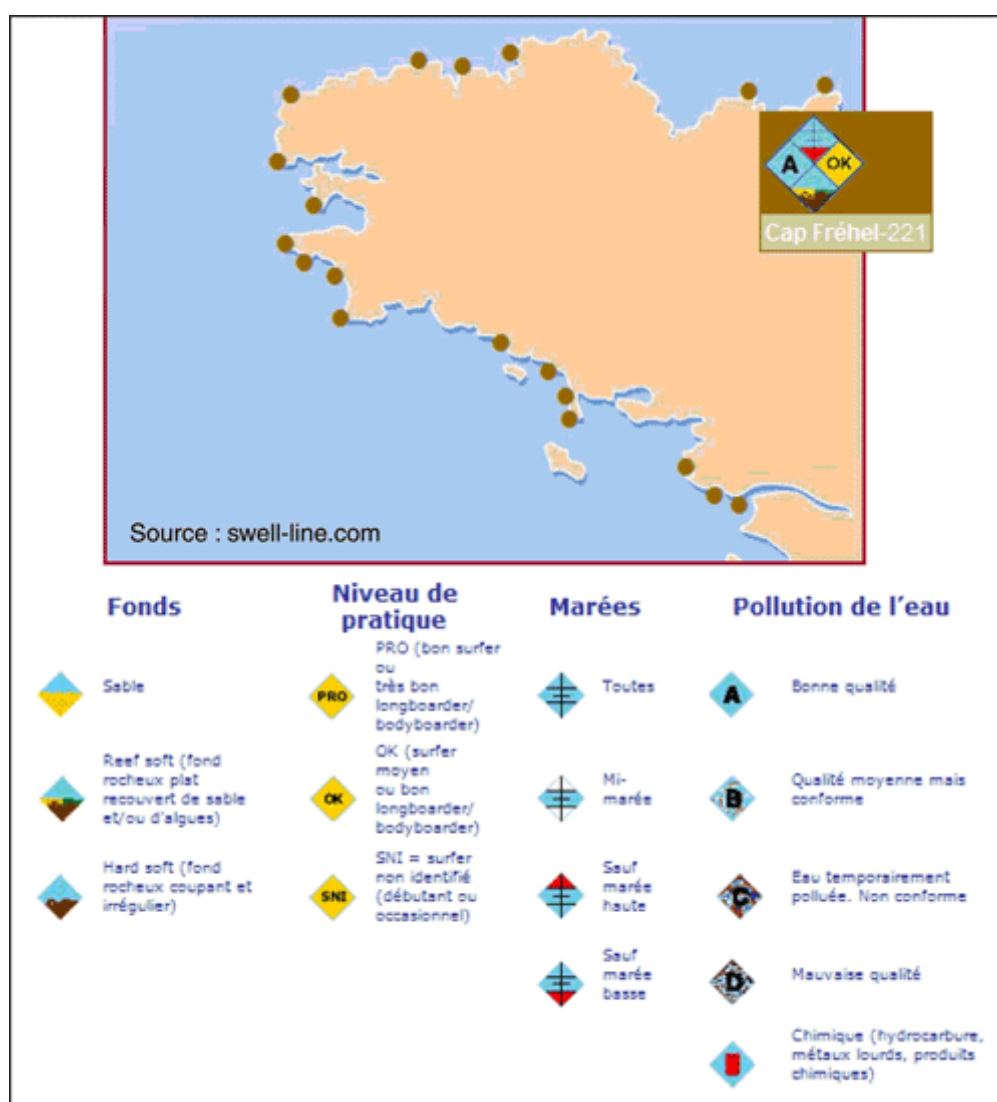 A
OK
Cap Fréhel-221
Source : swell-line.com
Fonds
Sable
Reef soft (fond
rocheux plat
recouvert de sable
et/ou d'algues)
Hard soft (fond
rocheux coupant et
irrégulier)
Niveau de
pratique
PRO
PRO (bon surfer
ou
très bon
longboarder/
bodyboarder)
OK
OK (surfer
moyen
ou bon
longboarder/
bodyboarder)
SNI
SNI = surfer
non identifié
(débutant ou
occasionnel)
Marées
Toutes
Mi-
marée
Sauf
marée
haute
Sauf
marée
basse
Pollution de l'eau
A
Bonne qualité
B
Qualité moyenne mais
conforme
C
Eau temporairement
polluée. Non conforme
D
Mauvaise qualité
Chimique (hydrocarbure,
métaux lourds, produits
chimiques)